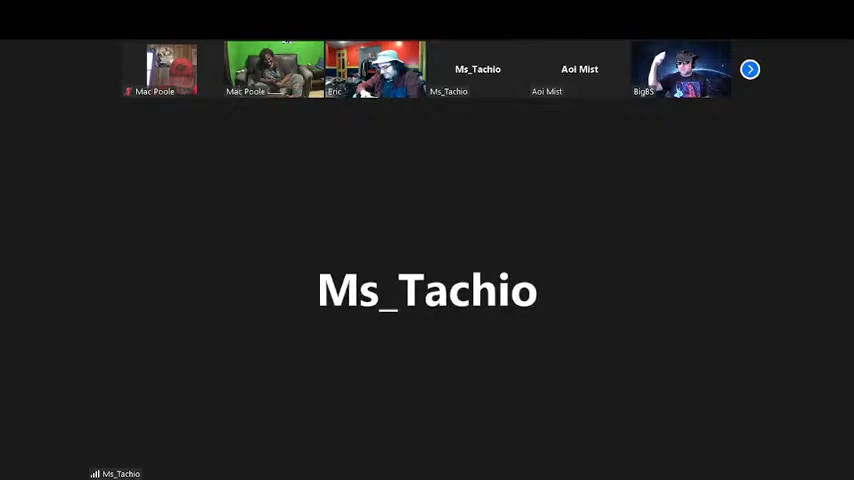 Ms_Tachio
Aoi Mist
Mac Poole
Mac Poole
Eric
Ms_Tachio
Aoi Mist
BigBS
Ms_Tachio
Ms_Tachio